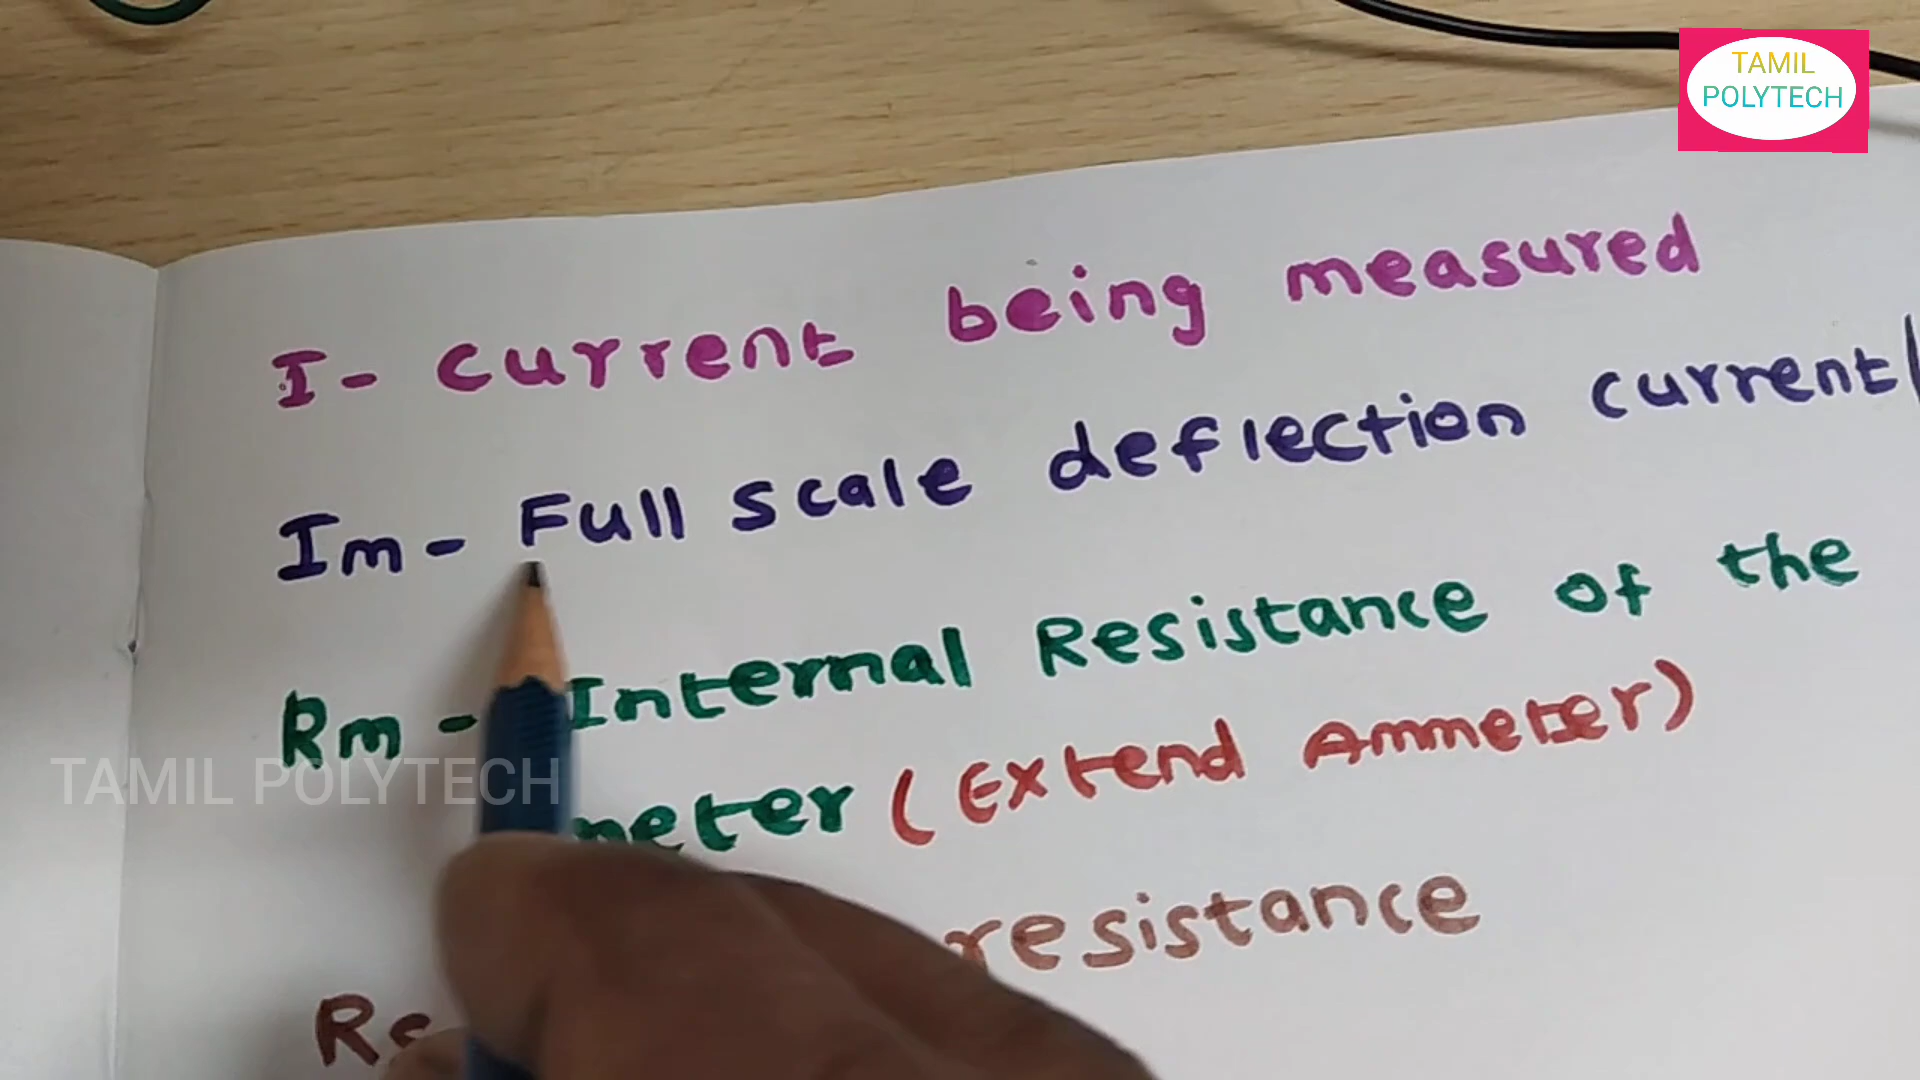 TAMIL
POLYTECH
I - Current being measured
Im - Full scale deflection current/
Rm - Internal Resistance of the
meter (Extend Ammeter)
resistance
TAMIL POLYTECH